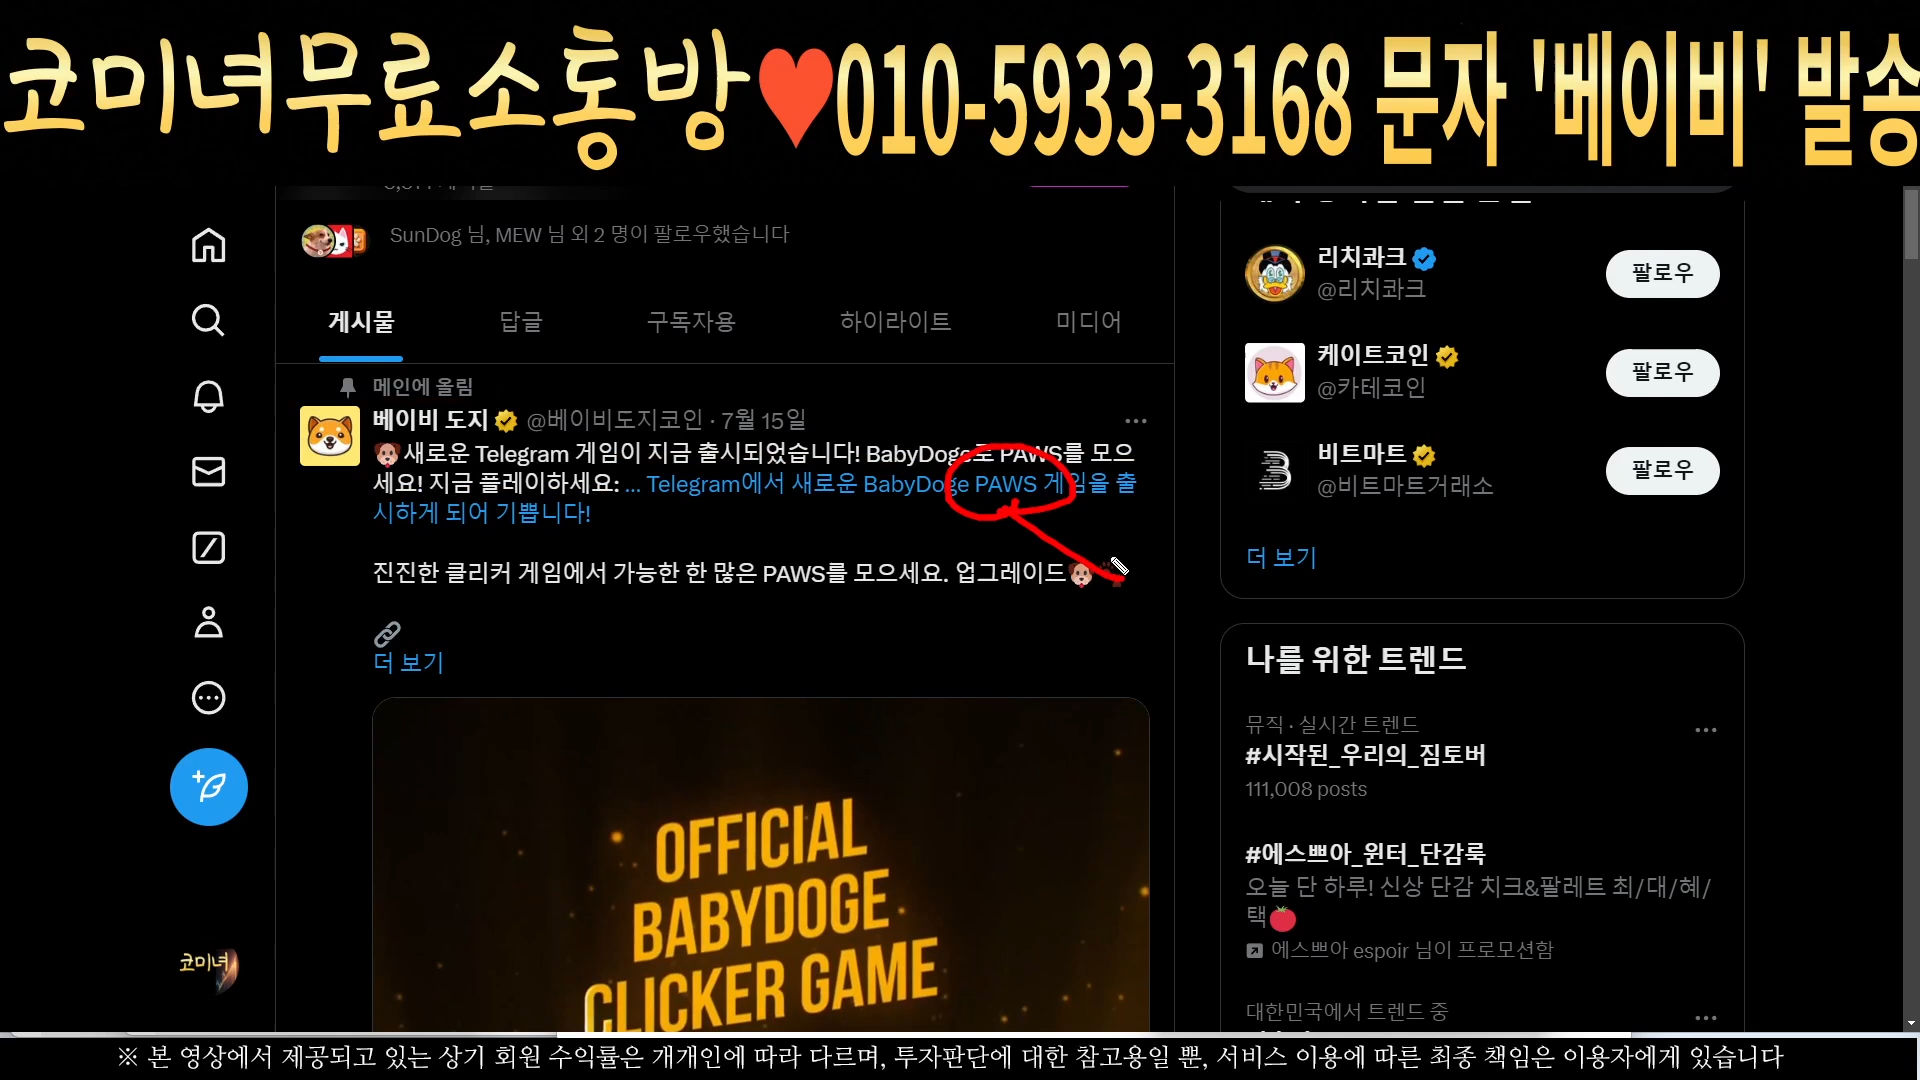 코미녀무료소통방♥010-5933-3168 문자 '베이비' 발송
SunDog 님, MEW 님 외 2 명이 팔로우했습니다
게시물 답글 구독자용 하이라이트 미디어
메인에 올림
베이비 도지 @베이비도지코인 · 7월 15일
🐶새로운 Telegram 게임이 지금 출시되었습니다! BabyDoge로 PAWS를 모으
세요! 지금 플레이하세요: ... Telegram에서 새로운 BabyDoge PAWS 게임을 출
시하게 되어 기쁩니다!
진진한 클리커 게임에서 가능한 한 많은 PAWS를 모으세요. 업그레이드🐶
더 보기
OFFICIAL
BABYDOGE
CLICKER GAME
리치콰크
@리치콰크
팔로우
케이트코인
@카테코인
팔로우
비트마트
@비트마트거래소
팔로우
더 보기
나를 위한 트렌드
뮤직 · 실시간 트렌드
#시작된_우리의_짐토버
111,008 posts
#에스쁘아_윈터_단감룩
오늘 단 하루! 신상 단감 치크&팔레트 최/대/혜/
택🍅
에스쁘아 espoir 님이 프로모션함
대한민국에서 트렌드 중
코미녀
※ 본 영상에서 제공되고 있는 상기 회원 수익률은 개개인에 따라 다르며, 투자판단에 대한 참고용일 뿐, 서비스 이용에 따른 최종 책임은 이용자에게 있습니다